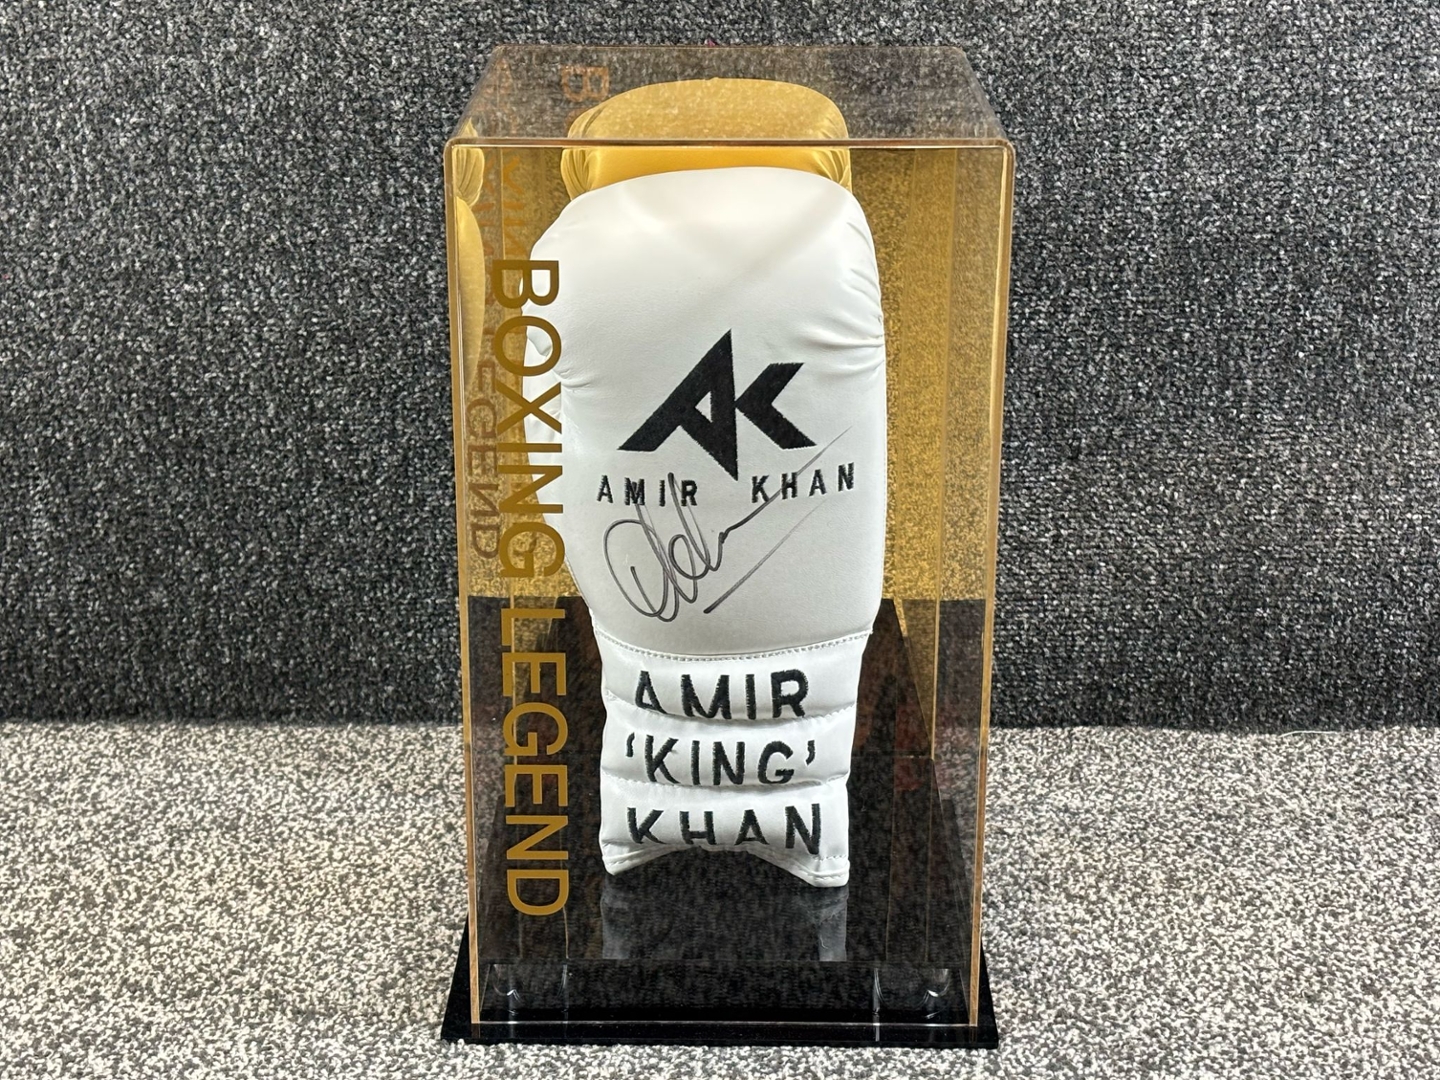 BOXING LEGEND
AK
AMIR KHAN
AMIR
'KING'
KHAN